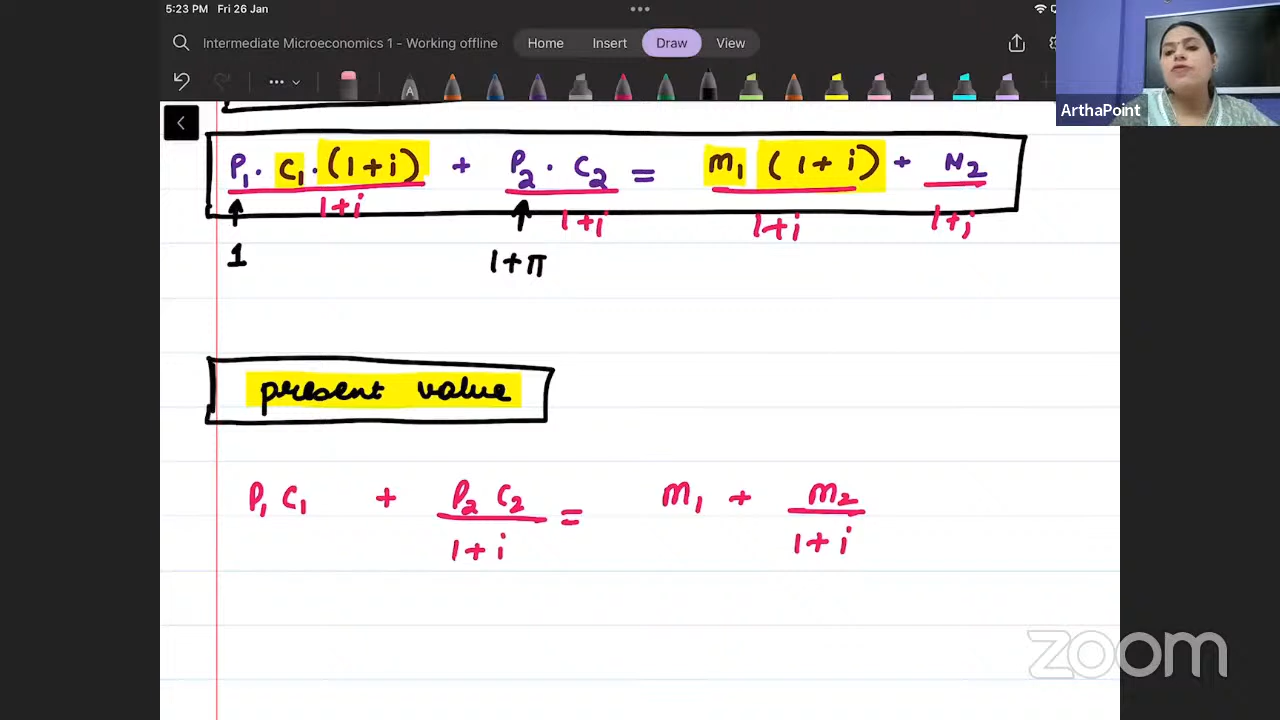 5:23 PM Fri 26 Jan
Intermediate Microeconomics 1 - Working offline Home Insert Draw View
ArthaPoint
A
P₁ · C₁ · (1+i) + P₂ · C₂ = m₁ (1+i) + M₂
1+i 1+i 1+i 1+i
1 1+π
present value
P₁ C₁ + P₂ C₂ = m₁ + m₂
1+i 1+i
zoom